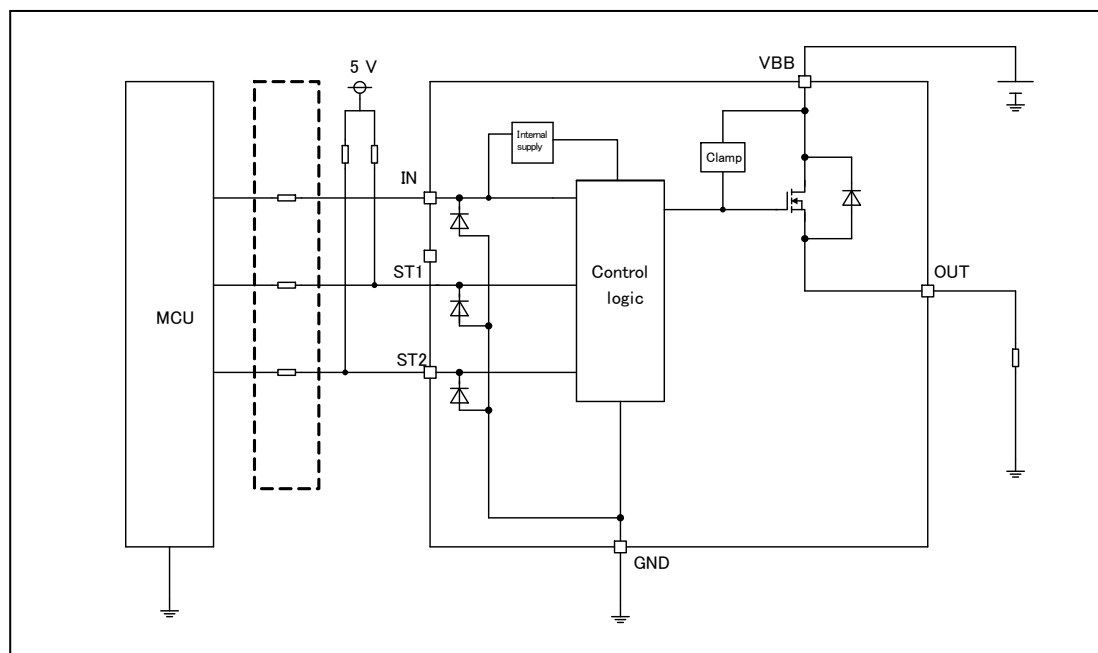 VBB
5 V
Internal
supply
Clamp
IN
ST1
OUT
Control
logic
MCU
ST2
GND